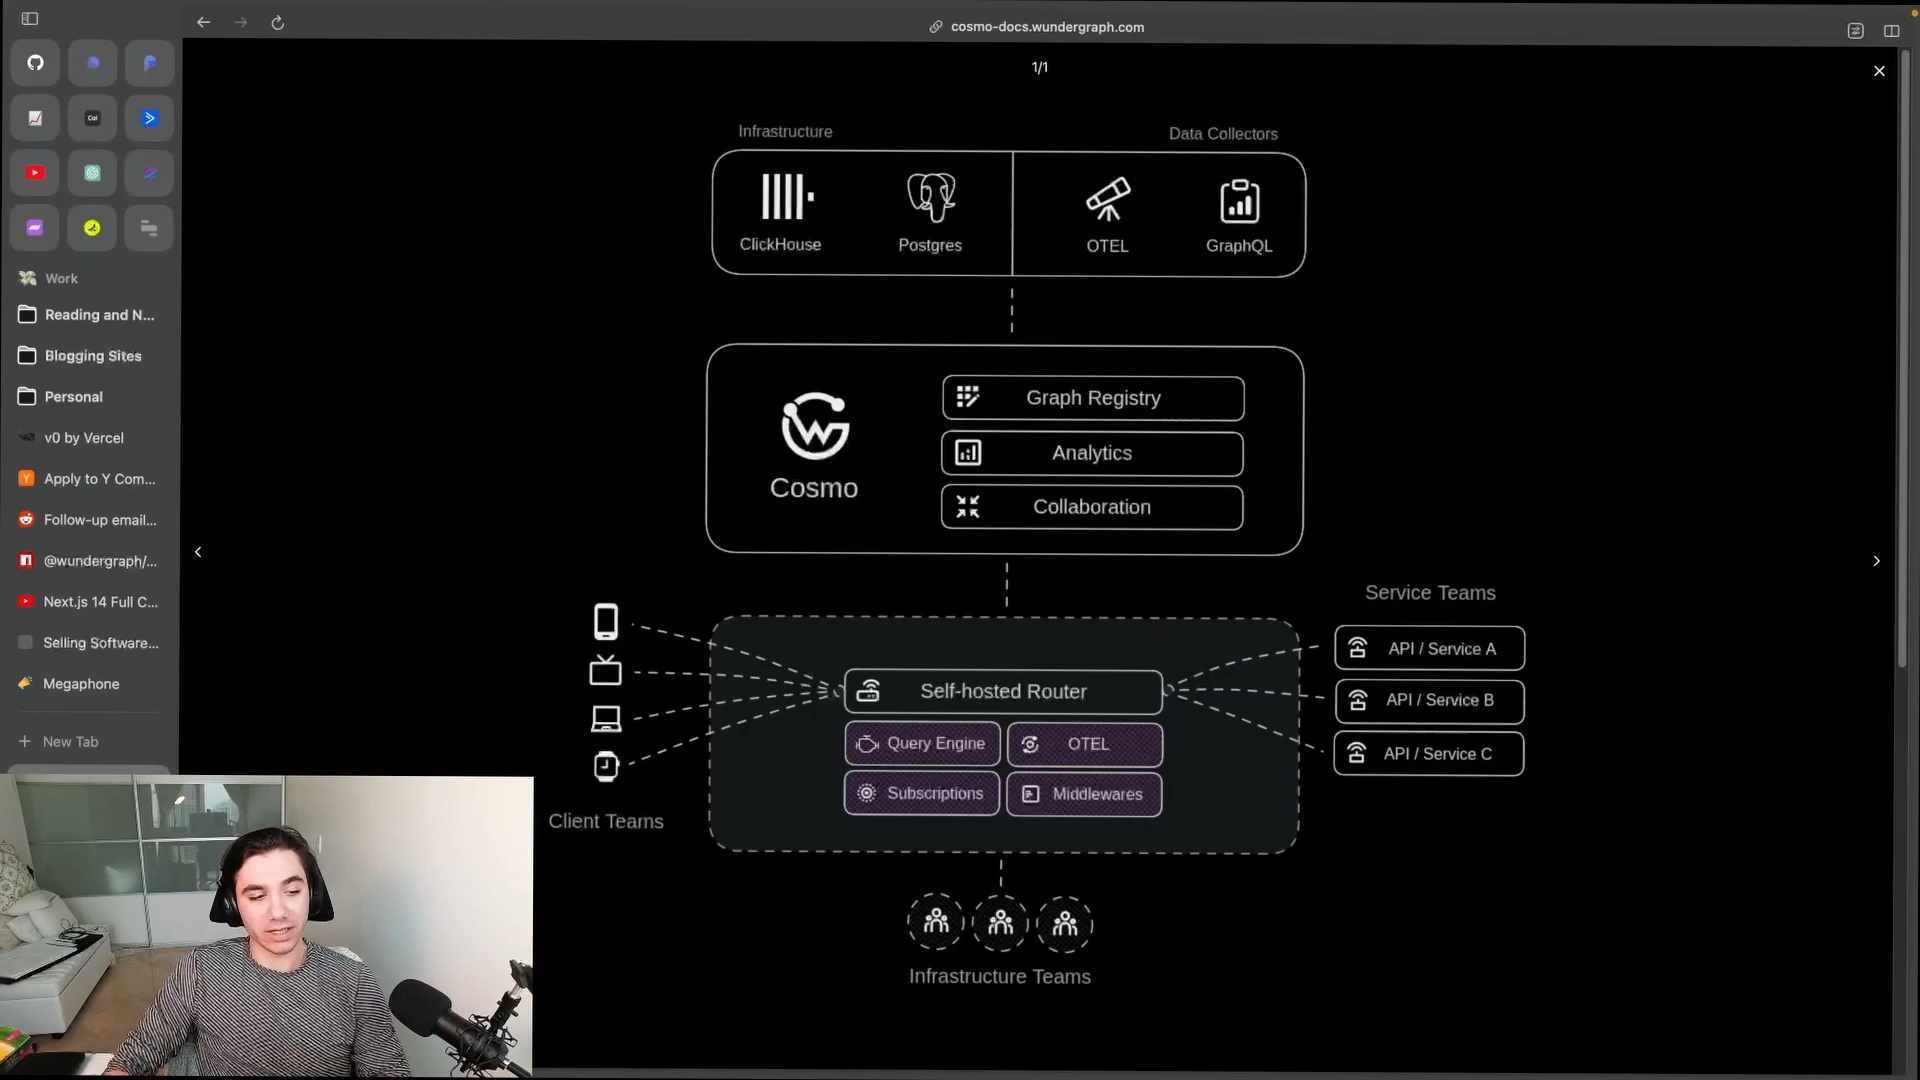 cosmo-docs.wundergraph.com
1/1
Infrastructure
Data Collectors
ClickHouse
Postgres
OTEL
GraphQL
Cosmo
Graph Registry
Analytics
Collaboration
Service Teams
API / Service A
API / Service B
API / Service C
Self-hosted Router
Query Engine
OTEL
Subscriptions
Middlewares
Client Teams
Infrastructure Teams
Col
Work
Reading and N...
Blogging Sites
Personal
v0 by Vercel
Apply to Y Com...
Follow-up email...
@wundergraph/...
Next.js 14 Full C...
Selling Software...
Megaphone
New Tab